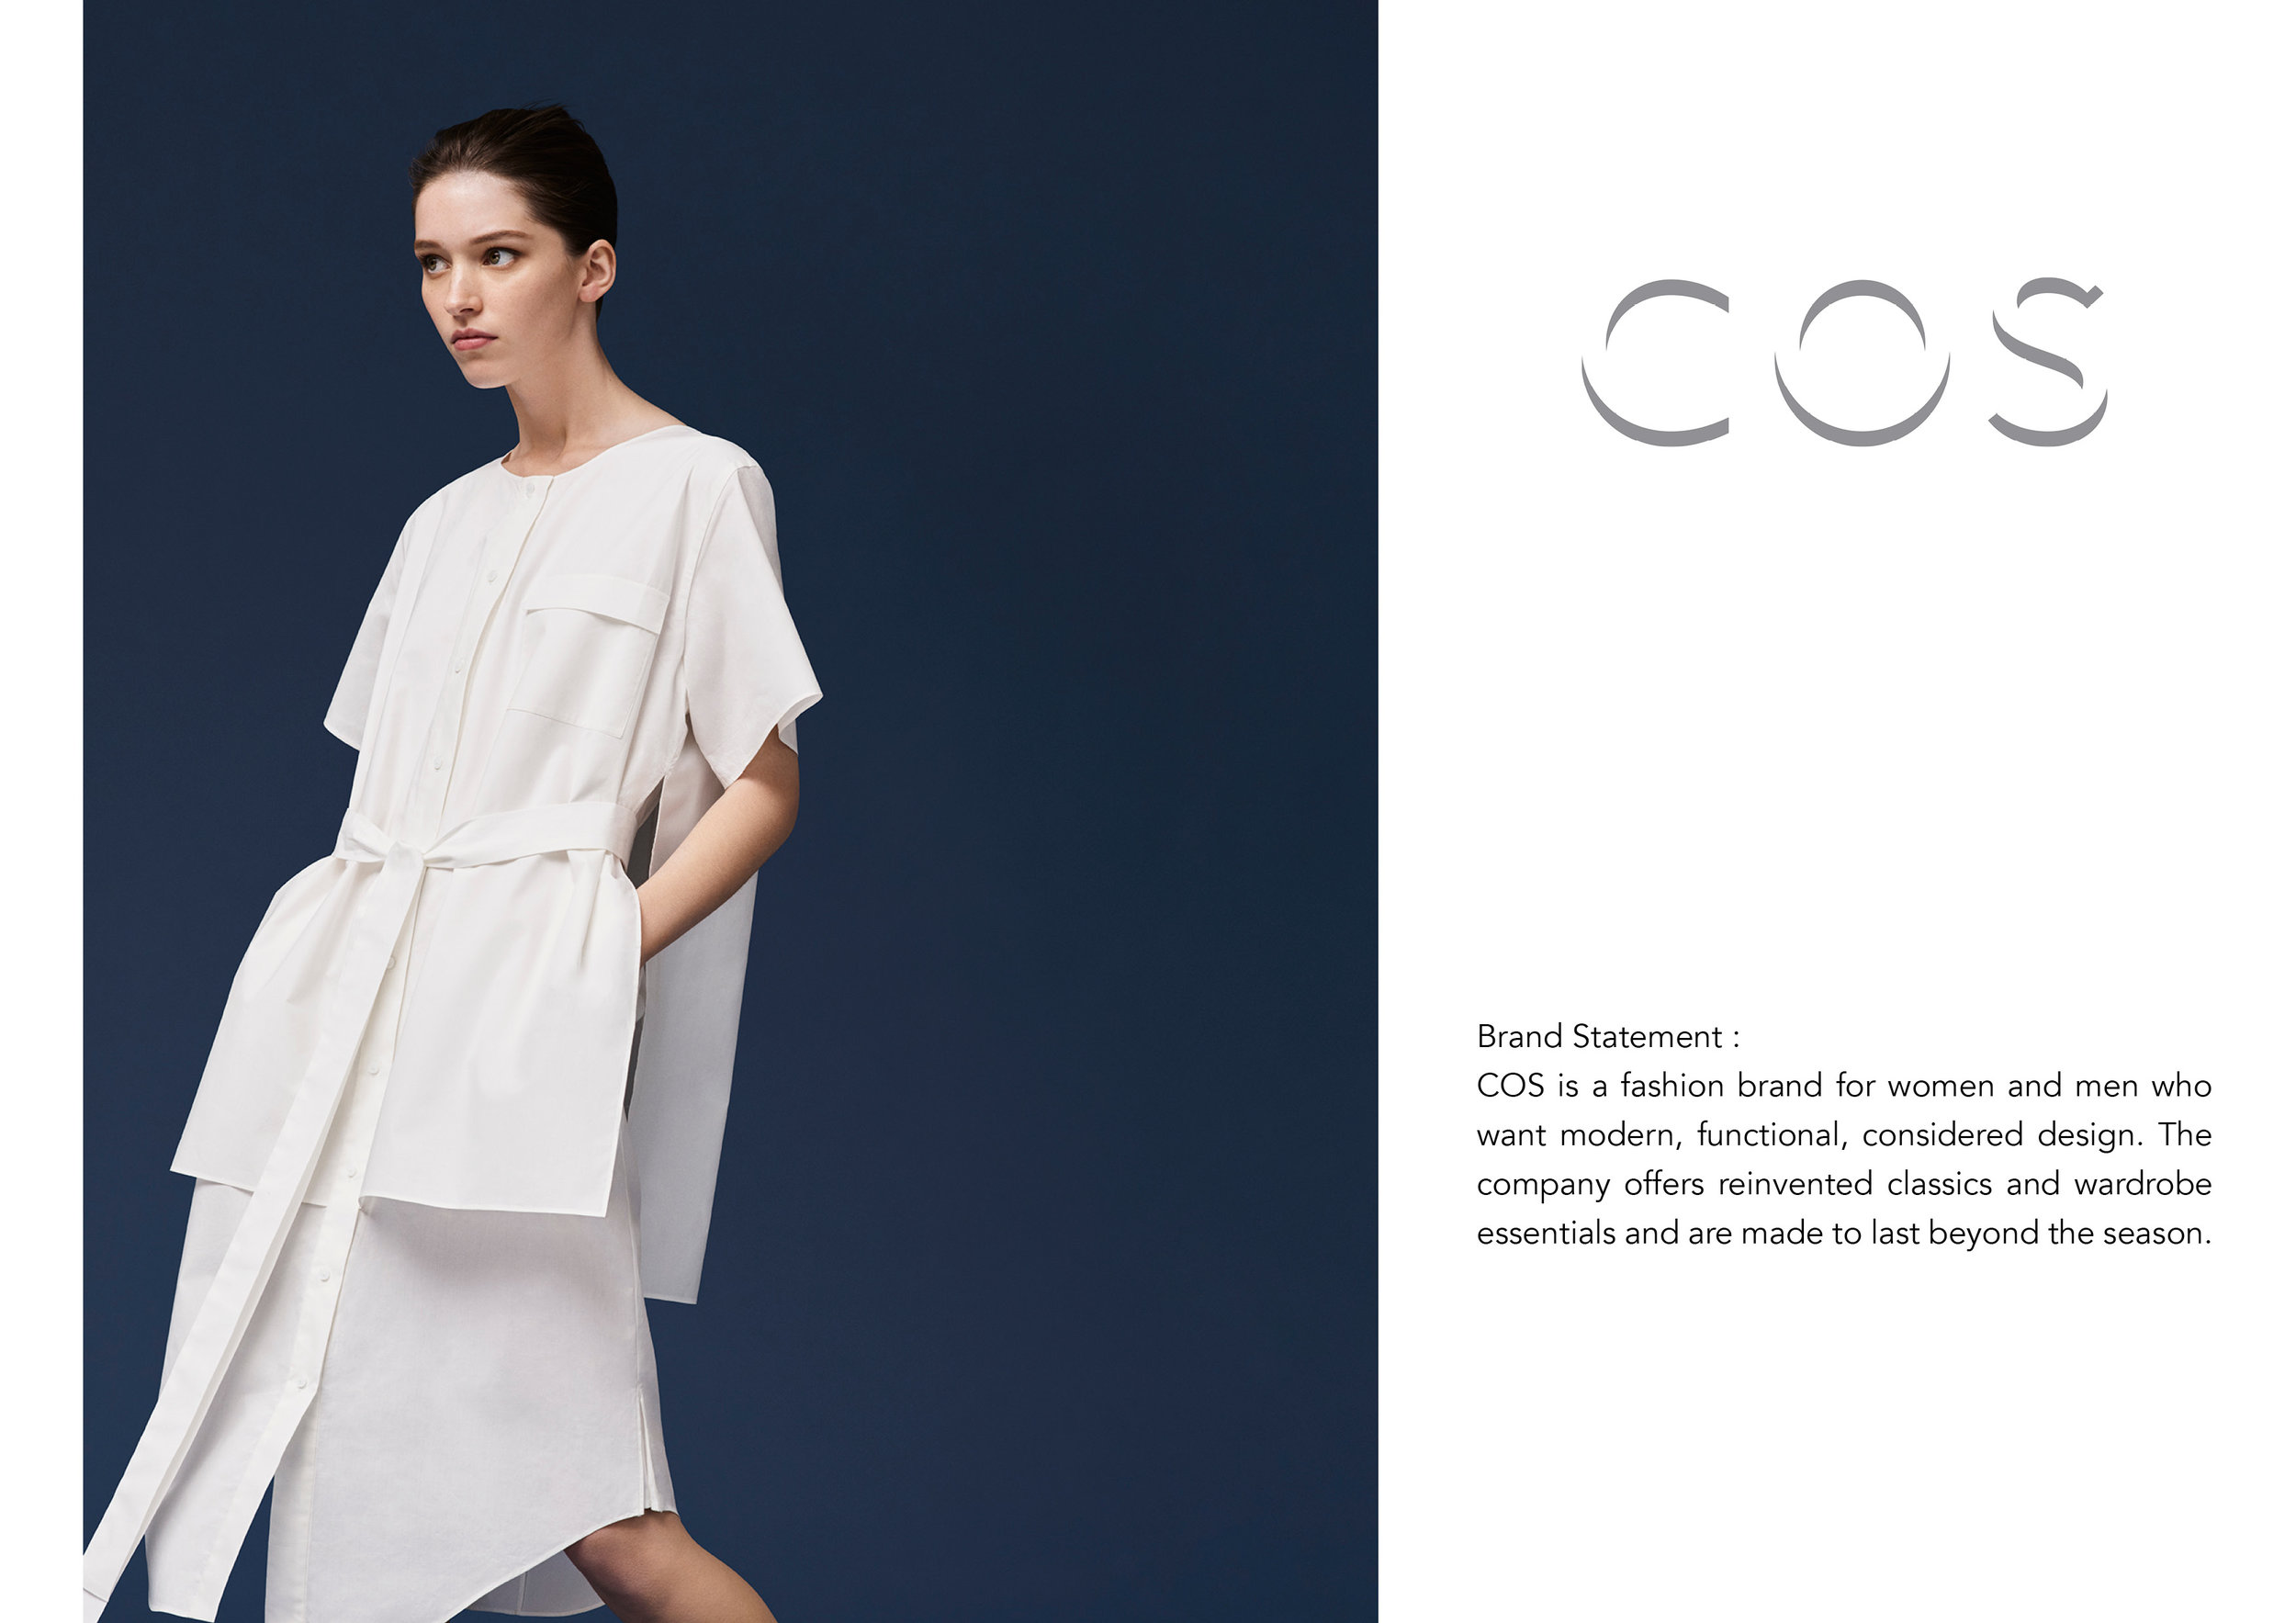 COS
Brand Statement :
COS is a fashion brand for women and men who
want modern, functional, considered design. The
company offers reinvented classics and wardrobe
essentials and are made to last beyond the season.